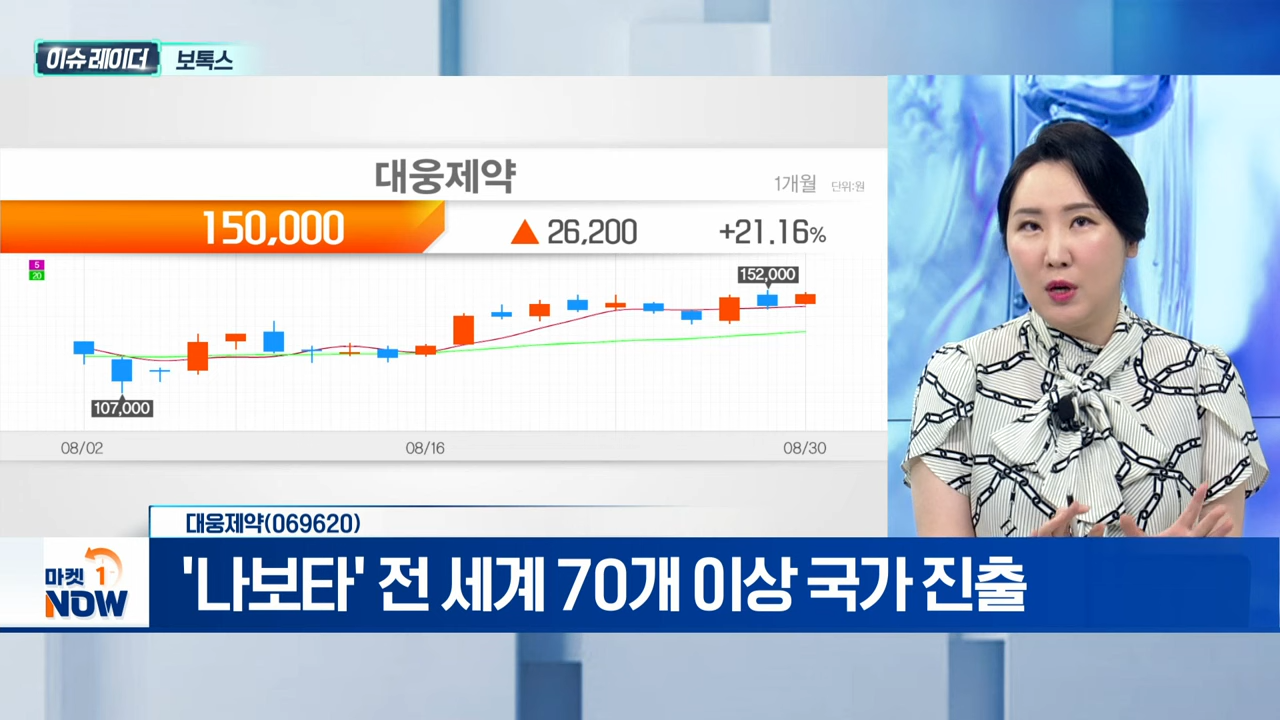 이슈 레이더 보톡스
대웅제약
1개월 단위:원
150,000 ▲ 26,200 +21.16%
5
20
152,000
107,000
08/02 08/16 08/30
대웅제약(069620)
마켓 1
NOW
'나보타' 전 세계 70개 이상 국가 진출